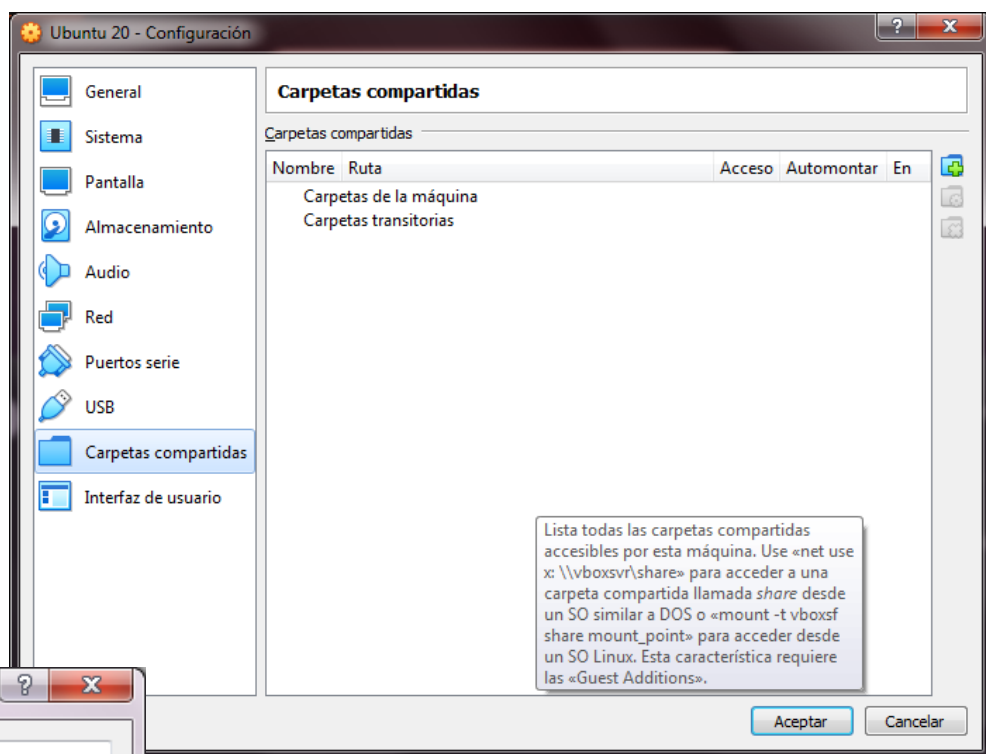 Ubuntu 20 - Configuración
General
Sistema
Pantalla
Almacenamiento
Audio
Red
Puertos serie
USB
Carpetas compartidas
Interfaz de usuario
Carpetas compartidas
Carpetas compartidas
Nombre Ruta Acceso Automontar En
Carpetas de la máquina
Carpetas transitorias
Lista todas las carpetas compartidas
accesibles por esta máquina. Use «net use
x: \\vboxsvr\share» para acceder a una
carpeta compartida llamada share desde
un SO similar a DOS o «mount -t vboxsf
share mount_point» para acceder desde
un SO Linux. Esta característica requiere
las «Guest Additions».
Aceptar Cancelar